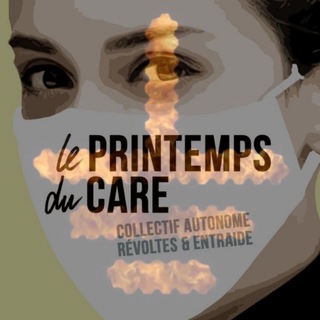 le PRINTEMPS
du CARE
COLLECTIF AUTONOME
RÉVOLTES & ENTRAIDE